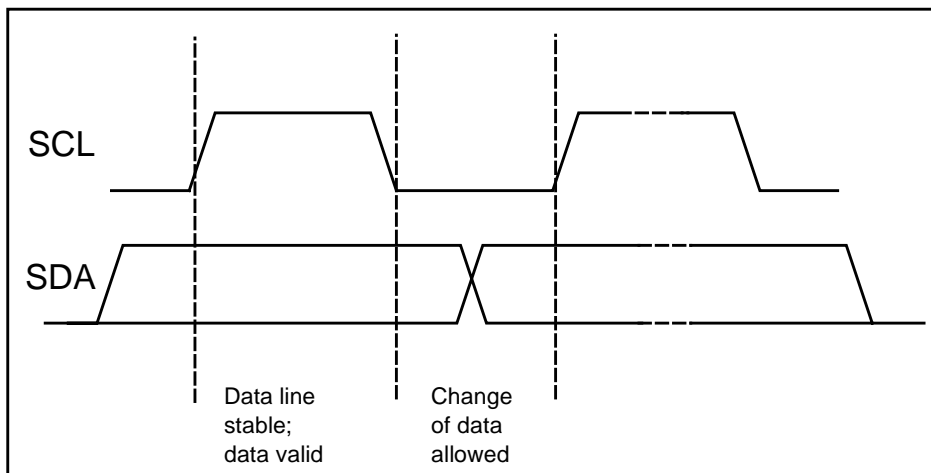 SCL
SDA
Data line
stable;
data valid
Change
of data
allowed